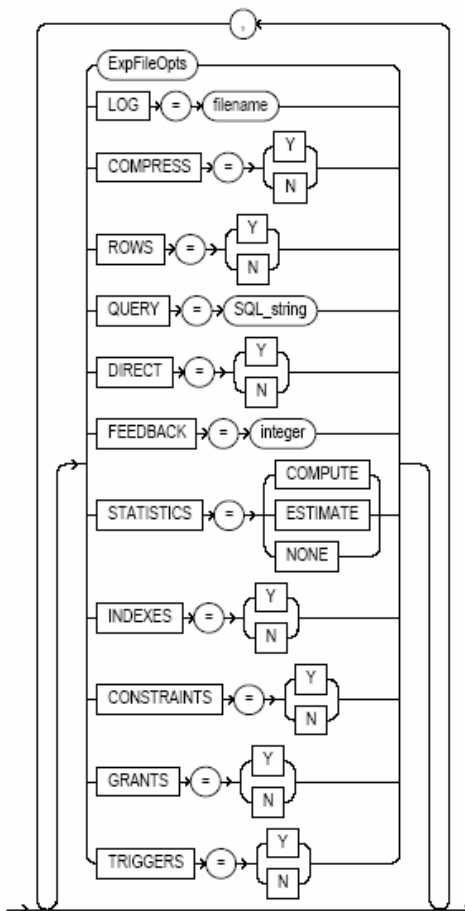 ,
ExpFileOpts
LOG = filename
COMPRESS = Y
N
ROWS = Y
N
QUERY = SQL_string
DIRECT = Y
N
FEEDBACK = integer
STATISTICS = COMPUTE
ESTIMATE
NONE
INDEXES = Y
N
CONSTRAINTS = Y
N
GRANTS = Y
N
TRIGGERS = Y
N